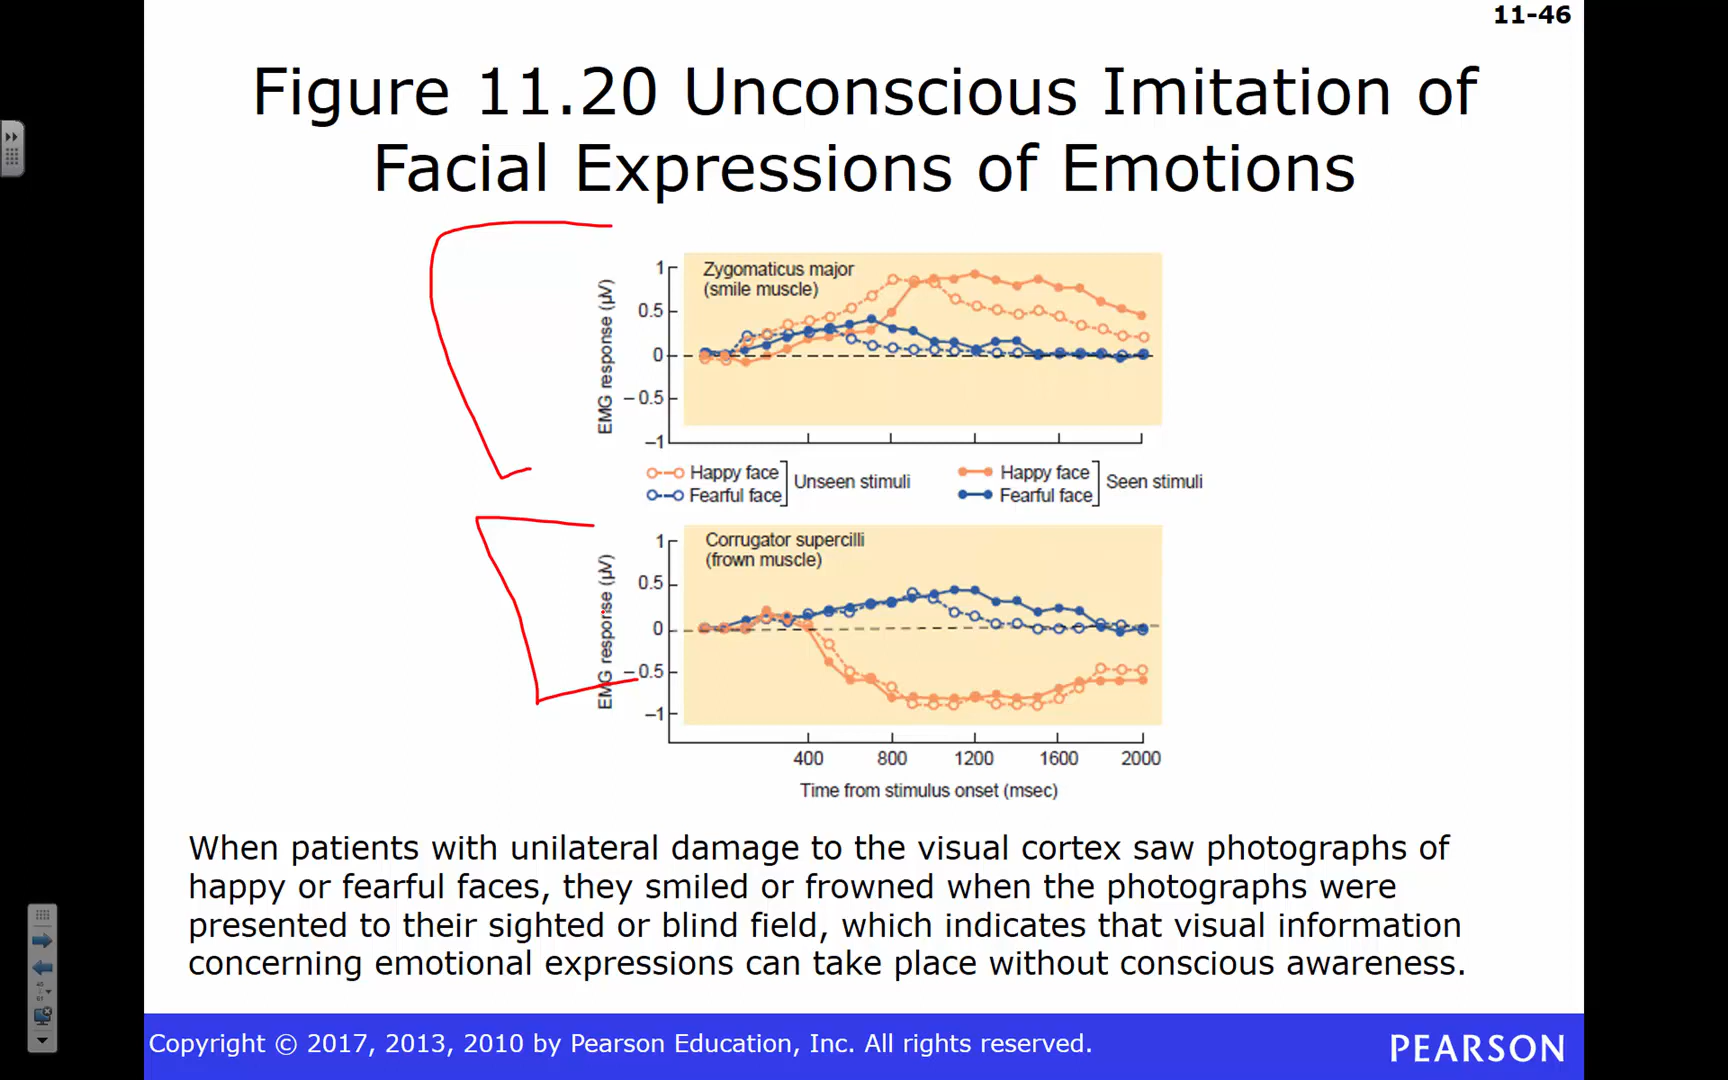 11-46
Figure 11.20 Unconscious Imitation of
Facial Expressions of Emotions
Zygomaticus major
(smile muscle)
EMG response (µV)
1
0.5
0
–0.5
–1
Happy face
Fearful face
Unseen stimuli
Happy face
Fearful face
Seen stimuli
Corrugator supercilli
(frown muscle)
EMG response (µV)
1
0.5
0
–0.5
–1
400 800 1200 1600 2000
Time from stimulus onset (msec)
When patients with unilateral damage to the visual cortex saw photographs of
happy or fearful faces, they smiled or frowned when the photographs were
presented to their sighted or blind field, which indicates that visual information
concerning emotional expressions can take place without conscious awareness.
Copyright © 2017, 2013, 2010 by Pearson Education, Inc. All rights reserved.
PEARSON